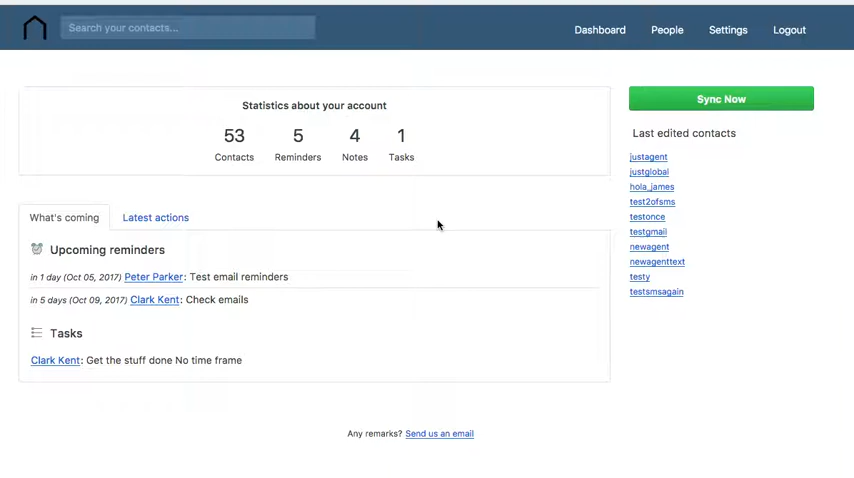 Search your contacts...
Dashboard People Settings Logout
Statistics about your account
53 5 4 1
Contacts Reminders Notes Tasks
Sync Now
Last edited contacts
justagent
justglobal
hola_james
test2ofsms
testonce
testgmail
newagent
newagenttext
testy
testsmsagain
What's coming Latest actions
Upcoming reminders
in 1 day (Oct 05, 2017) Peter Parker: Test email reminders
in 5 days (Oct 09, 2017) Clark Kent: Check emails
Tasks
Clark Kent: Get the stuff done No time frame
Any remarks? Send us an email